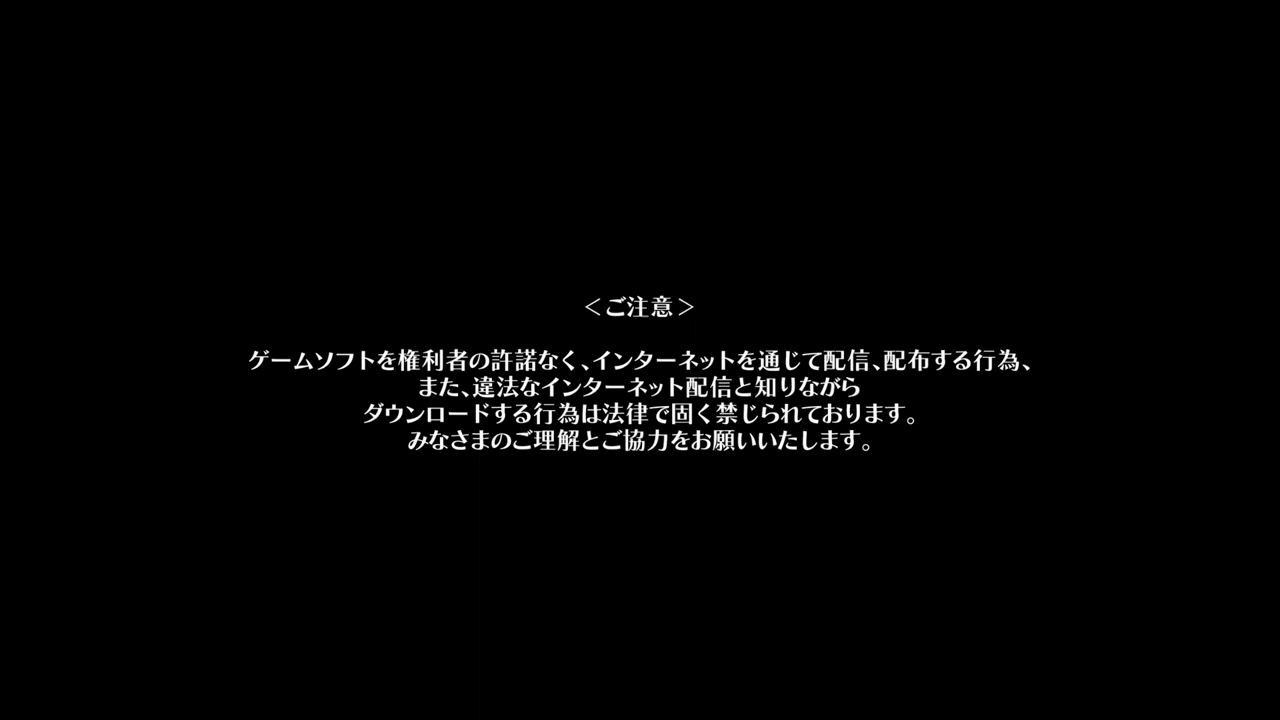 ＜ご注意＞
ゲームソフトを権利者の許諾なく、インターネットを通じて配信、配布する行為、
また、違法なインターネット配信と知りながら
ダウンロードする行為は法律で固く禁じられております。
みなさまのご理解とご協力をお願いいたします。